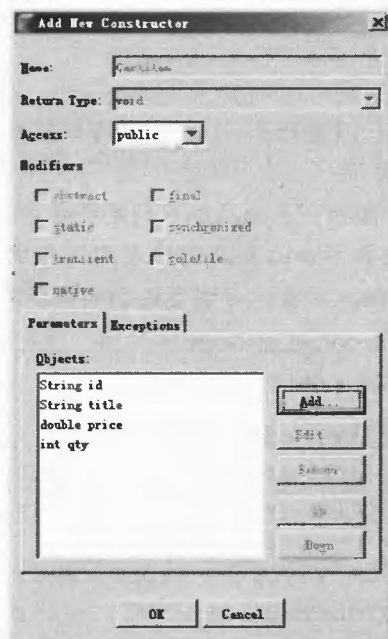 Add New Constructor
Name: CartItem
Return Type: void
Access: public
Modifiers
abstract final
static synchronized
transient volatile
native
Parameters Exceptions
Objects:
String id
String title
double price
int qty
Add...
Edit...
Remove
Up
Down
OK Cancel